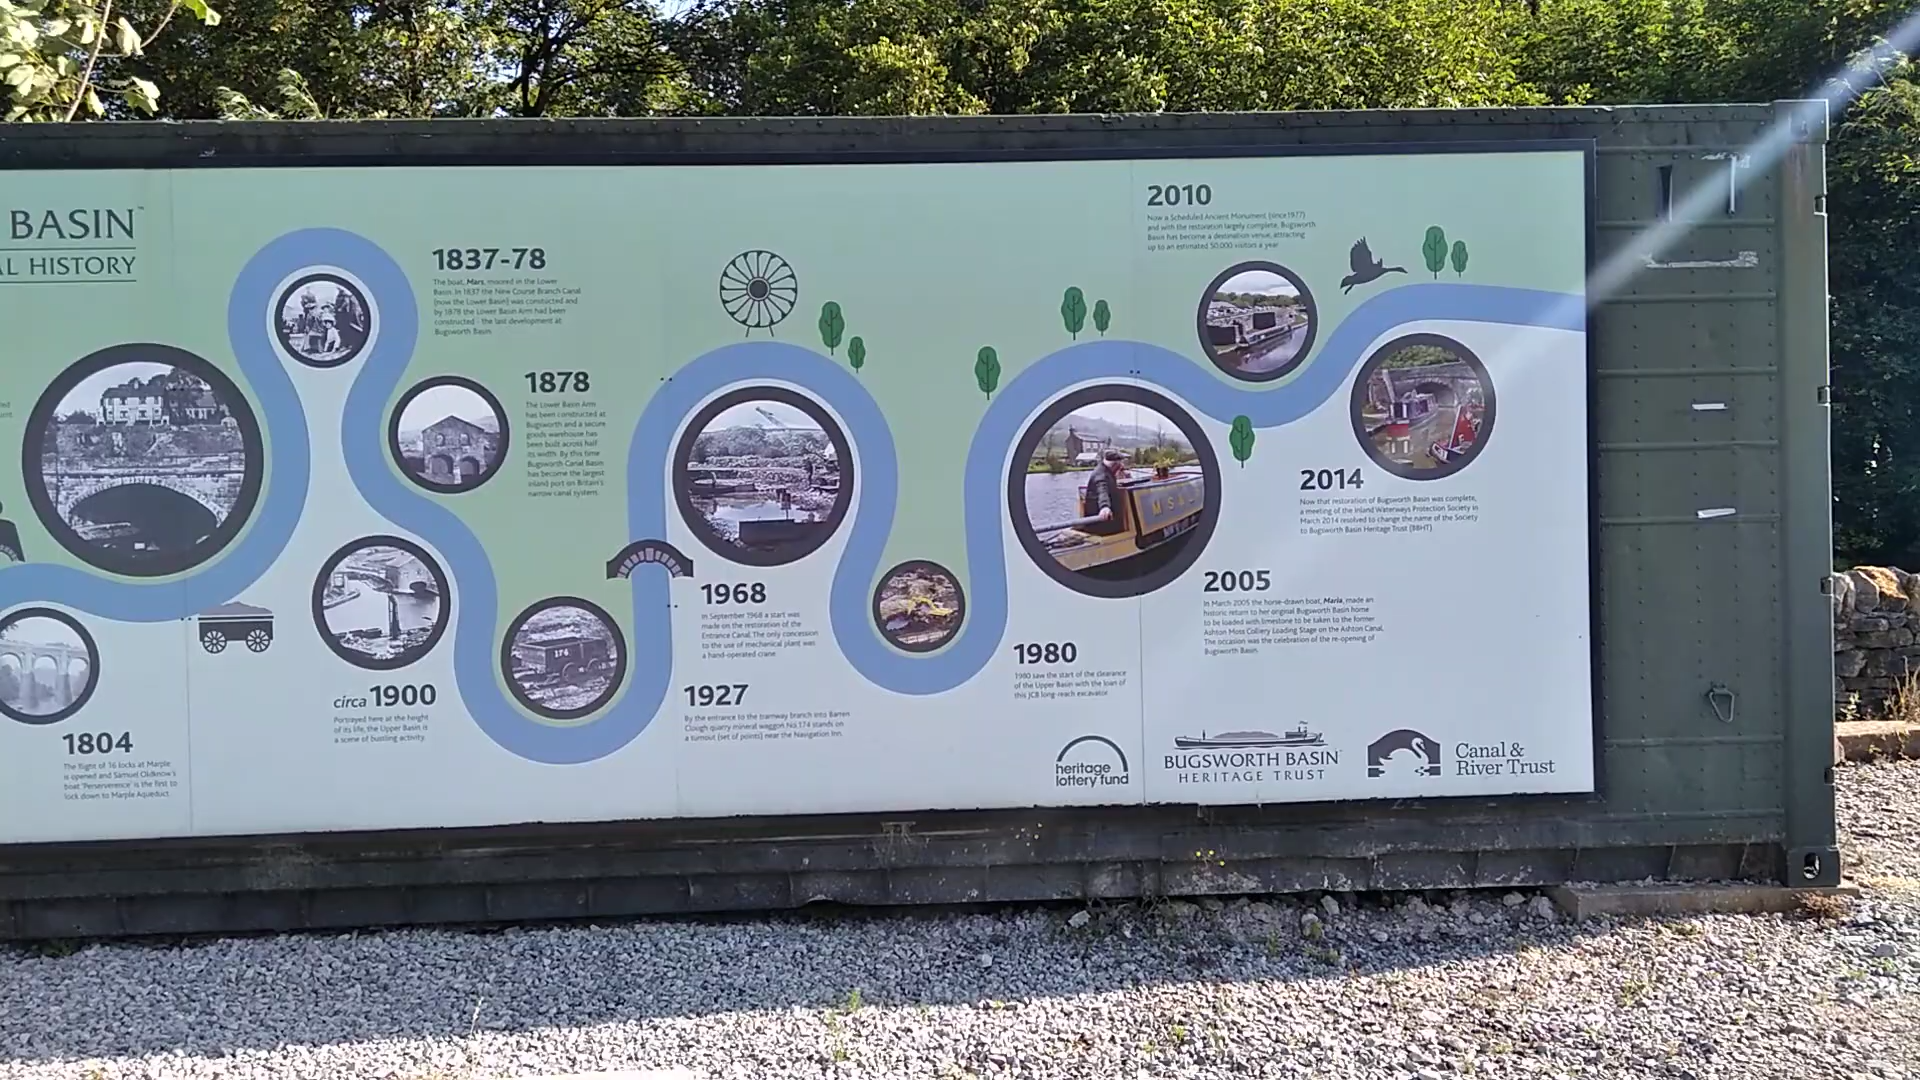 BASIN™
AL HISTORY
1804
The flight of 16 locks at Marple
is opened and Samuel Oldknow's
boat 'Perserverence' is the first to
lock down to Marple Aqueduct.
1837-78
The boat, Mars, moored in the Lower
Basin. In 1837 the New Course Branch Canal
(now the Lower Basin) was constructed and
by 1878 the Lower Basin Arm had been
constructed - the last development at
Bugsworth Basin.
1878
The Lower Basin Arm
has been constructed at
Bugsworth and a secure
goods warehouse has
been built across half
its width. By this time
Bugsworth Canal Basin
has become the largest
inland port on Britain's
narrow canal system.
circa 1900
Portrayed here at the height
of its life, the Upper Basin is
a scene of bustling activity.
174
1927
By the entrance to the tramway branch into Barren
Clough quarry mineral waggon No.174 stands on
a turnout (set of points) near the Navigation Inn.
1968
In September 1968 a start was
made on the restoration of the
Entrance Canal. The only concession
to the use of mechanical plant was
a hand-operated crane.
1980
1980 saw the start of the clearance
of the Upper Basin with the loan of
this JCB long-reach excavator.
M S &
2005
In March 2005 the horse-drawn boat, Maria, made an
historic return to her original Bugsworth Basin home
to be loaded with limestone to be taken to the former
Ashton Moss Colliery Loading Stage on the Ashton Canal.
The occasion was the celebration of the re-opening of
Bugsworth Basin.
2010
Now a Scheduled Ancient Monument, (since 1977)
and with the restoration largely complete, Bugsworth
Basin has become a destination venue, attracting
up to an estimated 50,000 visitors a year.
2014
Now that restoration of Bugsworth Basin was complete,
a meeting of the Inland Waterways Protection Society in
March 2014 resolved to change the name of the Society
to Bugsworth Basin Heritage Trust (BBHT)
heritage
lottery fund
BUGSWORTH BASIN
HERITAGE TRUST
Canal &
River Trust